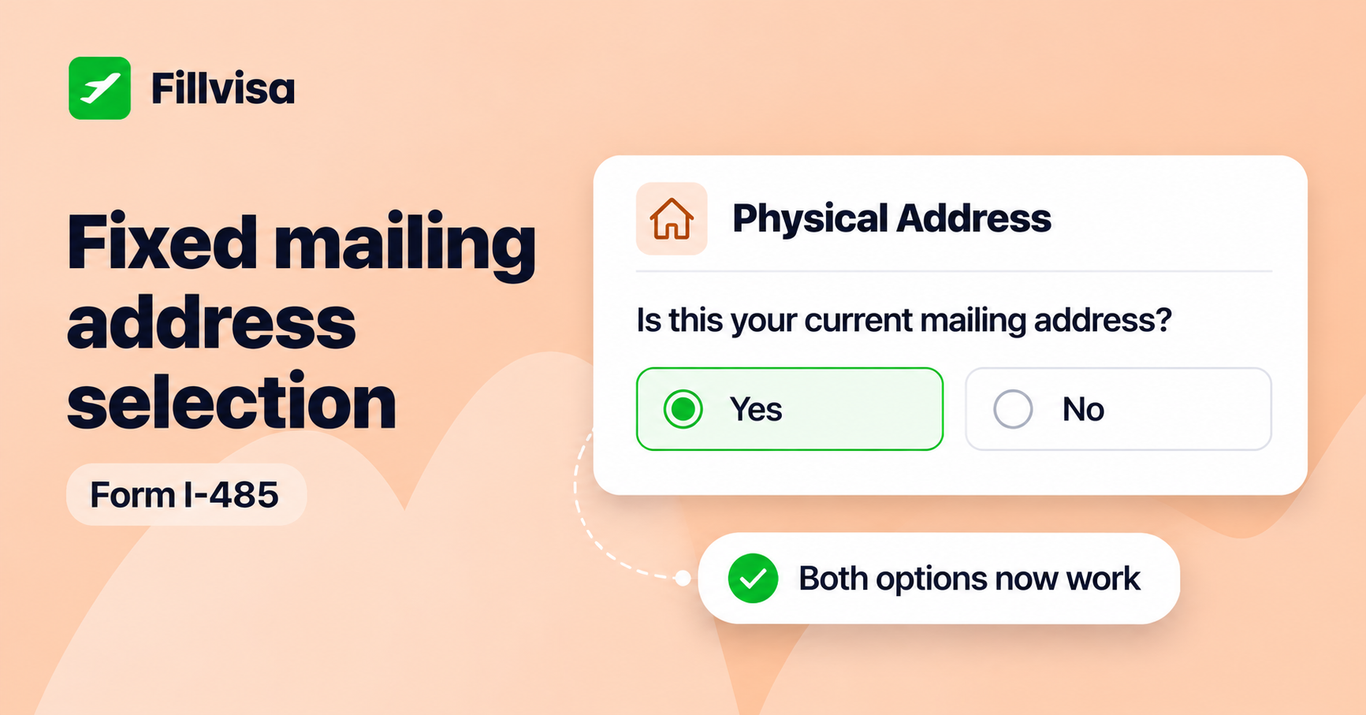 Fillvisa
Fixed mailing
address
selection
Form I-485
Physical Address
Is this your current mailing address?
Yes
No
Both options now work